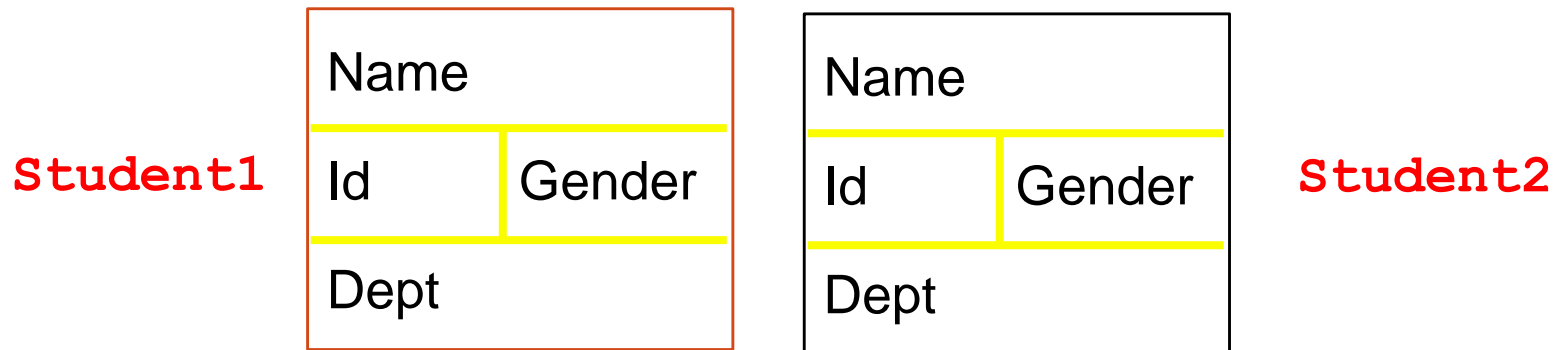 Name Name
Student1 Id Gender Id Gender Student2
Dept Dept